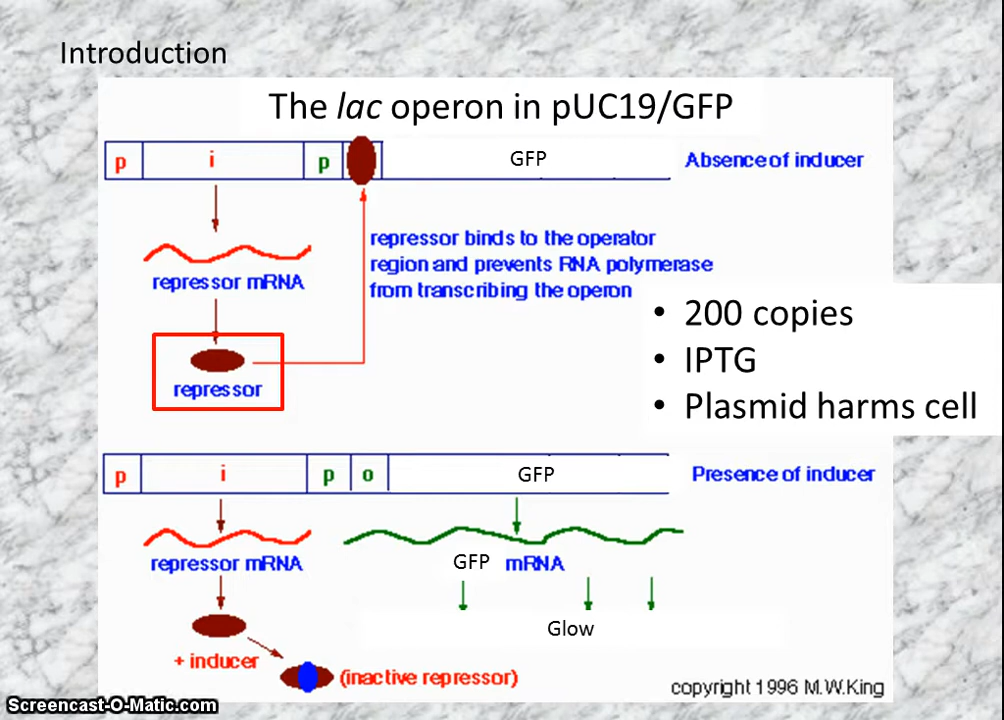 Introduction
The lac operon in pUC19/GFP
p i p GFP Absence of inducer
repressor binds to the operator
region and prevents RNA polymerase
from transcribing the operon
repressor mRNA
repressor
• 200 copies
• IPTG
• Plasmid harms cell
p i p o GFP Presence of inducer
repressor mRNA GFP mRNA
Glow
+ inducer
(inactive repressor)
copyright 1996 M.W.King
Screencast-O-Matic.com